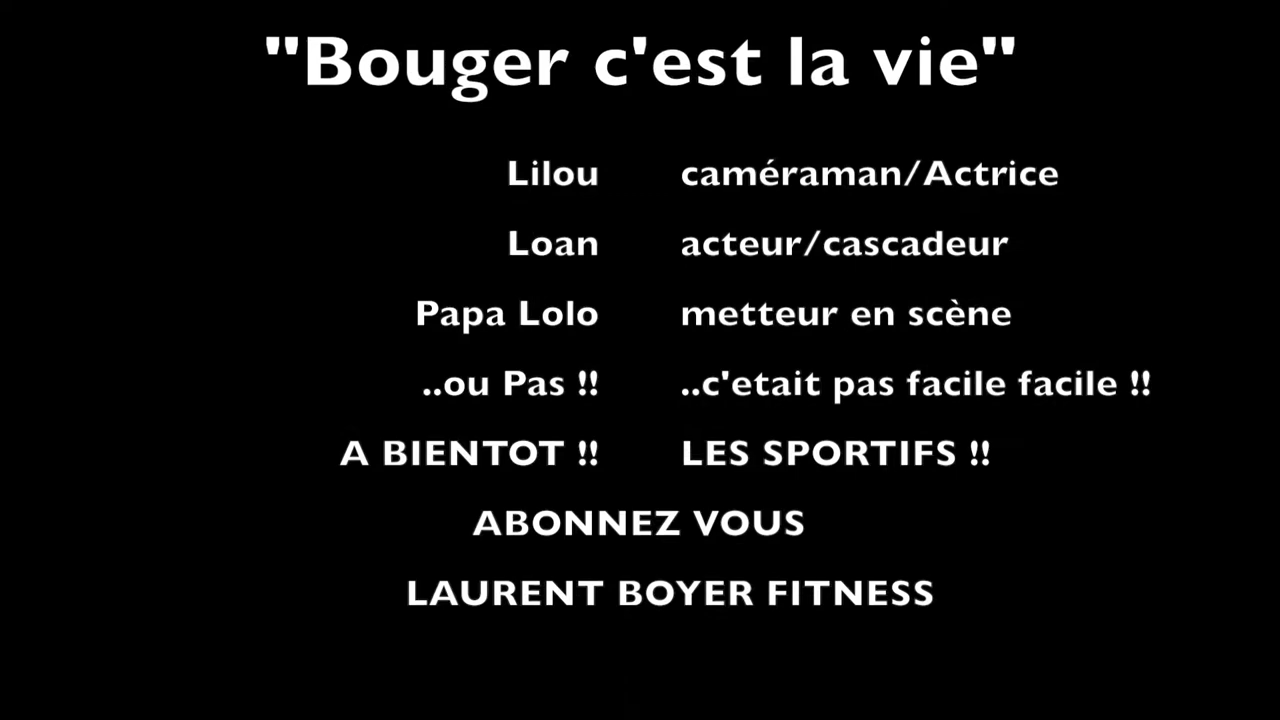 "Bouger c'est la vie"
Lilou caméraman/Actrice
Loan acteur/cascadeur
Papa Lolo metteur en scène
..ou Pas !! ..c'etait pas facile facile !!
A BIENTOT !! LES SPORTIFS !!
ABONNEZ VOUS
LAURENT BOYER FITNESS